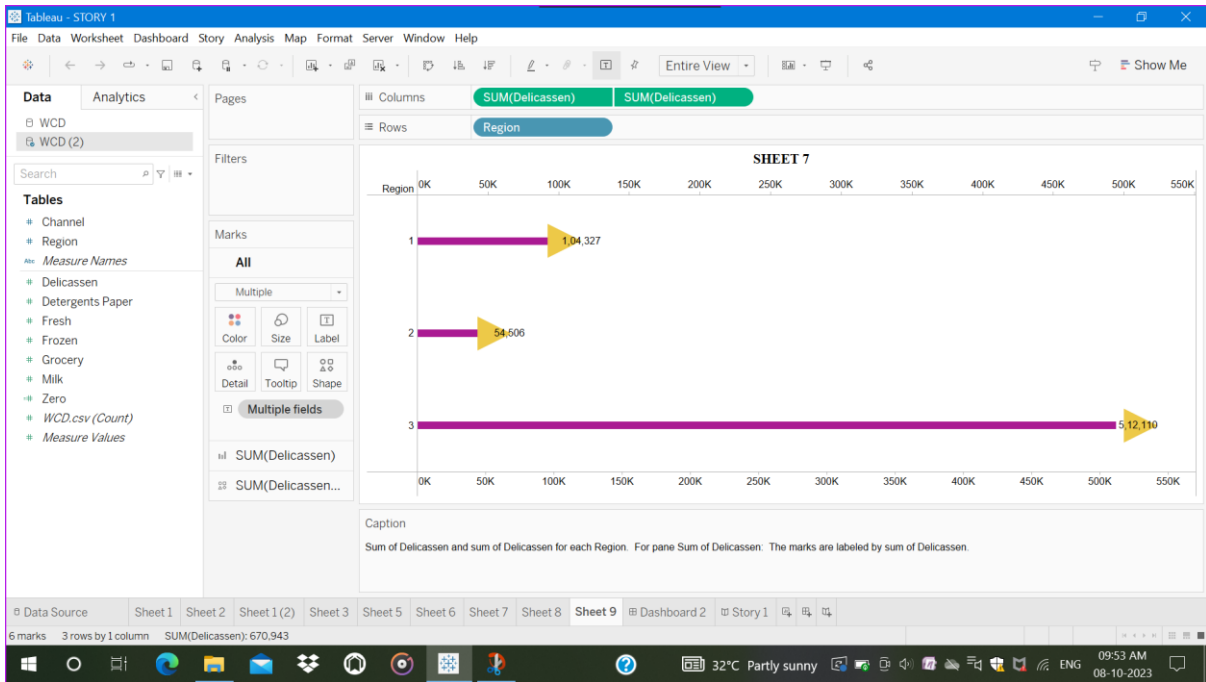 Tableau - STORY 1
File Data Worksheet Dashboard Story Analysis Map Format Server Window Help
Entire View
Show Me
Data Analytics
Pages
Columns SUM(Delicassen) SUM(Delicassen)
WCD
Rows Region
WCD (2)
Filters
SHEET 7
Search
Region 0K 50K 100K 150K 200K 250K 300K 350K 400K 450K 500K 550K
Tables
Channel
Region
Abc Measure Names
Delicassen
Detergents Paper
Fresh
Frozen
Grocery
Milk
Zero
WCD.csv (Count)
Measure Values
Marks
All
Multiple
Color Size Label
Detail Tooltip Shape
Multiple fields
SUM(Delicassen)
SUM(Delicassen...
1 1,04,327
2 54,506
3 5,12,110
0K 50K 100K 150K 200K 250K 300K 350K 400K 450K 500K 550K
Caption
Sum of Delicassen and sum of Delicassen for each Region. For pane Sum of Delicassen: The marks are labeled by sum of Delicassen.
Data Source Sheet 1 Sheet 2 Sheet 1 (2) Sheet 3 Sheet 5 Sheet 6 Sheet 7 Sheet 8 Sheet 9 Dashboard 2 Story 1
6 marks 3 rows by 1 column SUM(Delicassen): 670,943
32°C Partly sunny ENG 09:53 AM
08-10-2023